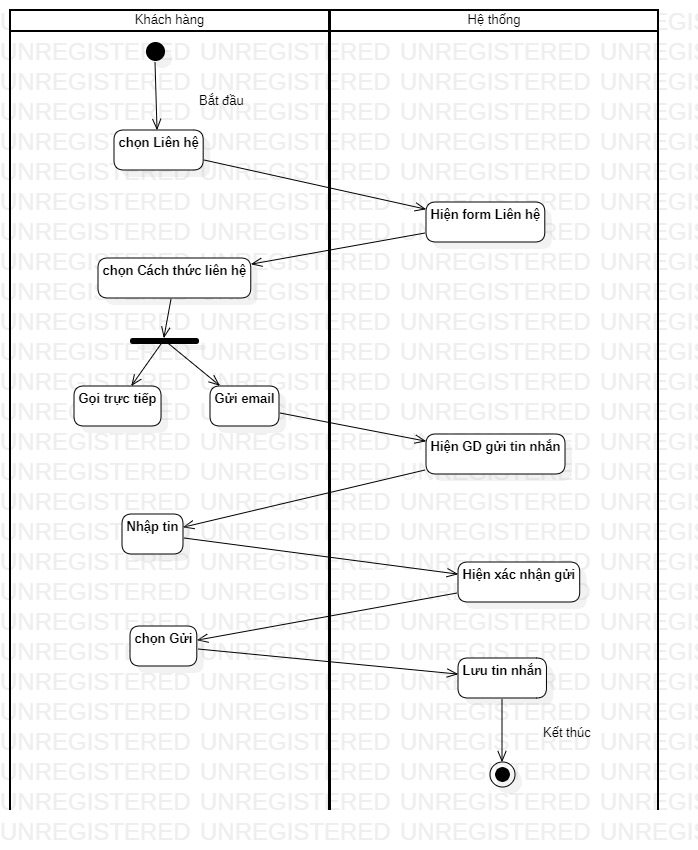 Khách hàng
Hệ thống
Bắt đầu
chọn Liên hệ
Hiện form Liên hệ
chọn Cách thức liên hệ
Gọi trực tiếp
Gửi email
Hiện GD gửi tin nhắn
Nhập tin
Hiện xác nhận gửi
chọn Gửi
Lưu tin nhắn
Kết thúc
UNREGISTERED